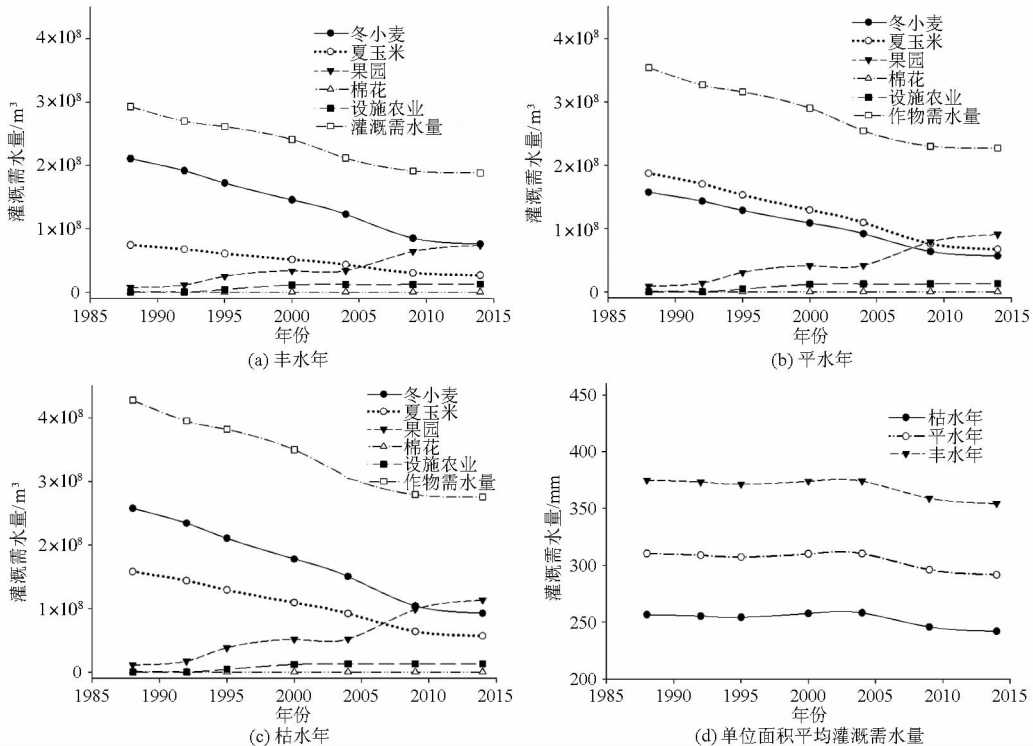 4×10⁸
3×10⁸
2×10⁸
1×10⁸
0
灌溉需水量/m³
冬小麦
夏玉米
果园
棉花
设施农业
灌溉需水量
1985 1990 1995 2000 2005 2010 2015
年份
(a) 丰水年
4×10⁸
3×10⁸
2×10⁸
1×10⁸
0
灌溉需水量/m³
冬小麦
夏玉米
果园
棉花
设施农业
作物需水量
1985 1990 1995 2000 2005 2010 2015
年份
(b) 平水年
4×10⁸
3×10⁸
2×10⁸
1×10⁸
0
灌溉需水量/m³
冬小麦
夏玉米
果园
棉花
设施农业
作物需水量
1985 1990 1995 2000 2005 2010 2015
年份
(c) 枯水年
450
400
350
300
250
200
灌溉需水量/mm
枯水年
平水年
丰水年
1985 1990 1995 2000 2005 2010 2015
年份
(d) 单位面积平均灌溉需水量